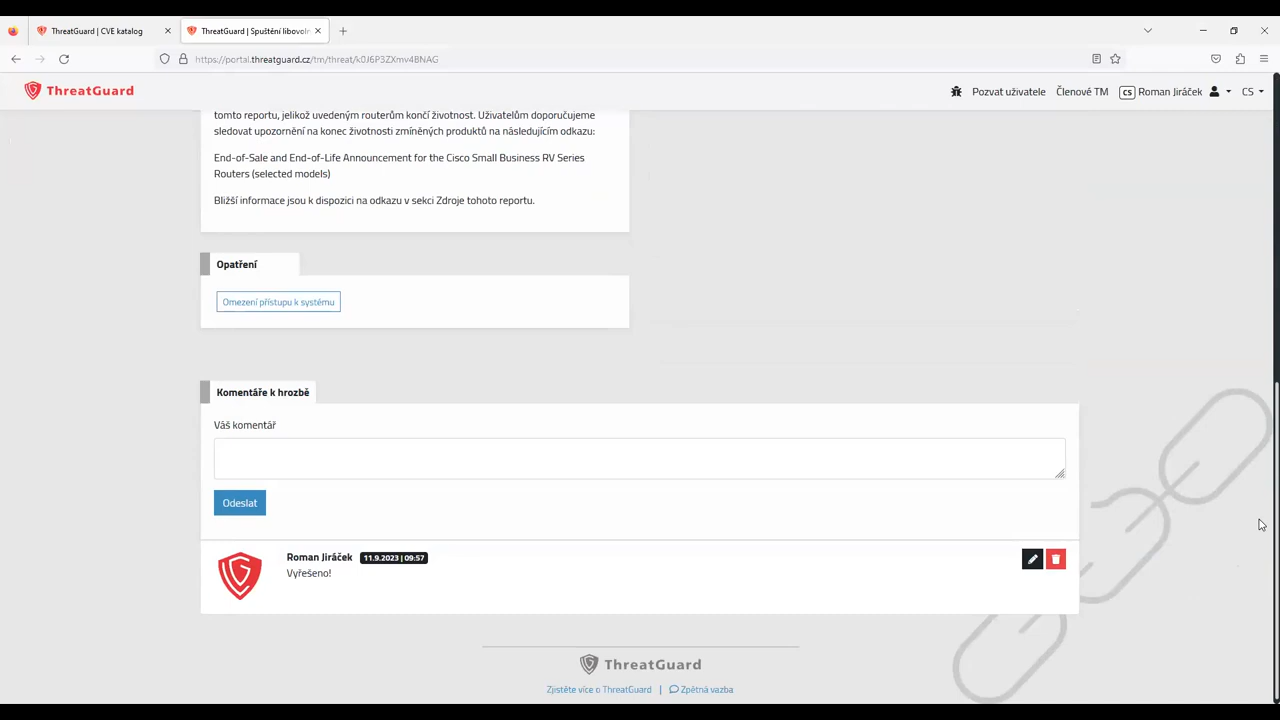 ThreatGuard | CVE katalog
ThreatGuard | Spuštění libovoln
https://portal.threatguard.cz/tm/threat/k0J6P3ZXmv4BNAG
ThreatGuard
Pozvat uživatele
Členové TM
CS
Roman Jiráček
CS
tomto reportu, jelikož uvedeným routerům končí životnost. Uživatelům doporučujeme
sledovat upozornění na konec životnosti zmíněných produktů na následujícím odkazu:
End-of-Sale and End-of-Life Announcement for the Cisco Small Business RV Series
Routers (selected models)
Bližší informace jsou k dispozici na odkazu v sekci Zdroje tohoto reportu.
Opatření
Omezení přístupu k systému
Komentáře k hrozbě
Váš komentář
Odeslat
Roman Jiráček 11.9.2023 | 09:57
Vyřešeno!
ThreatGuard
Zjistěte více o ThreatGuard | Zpětná vazba